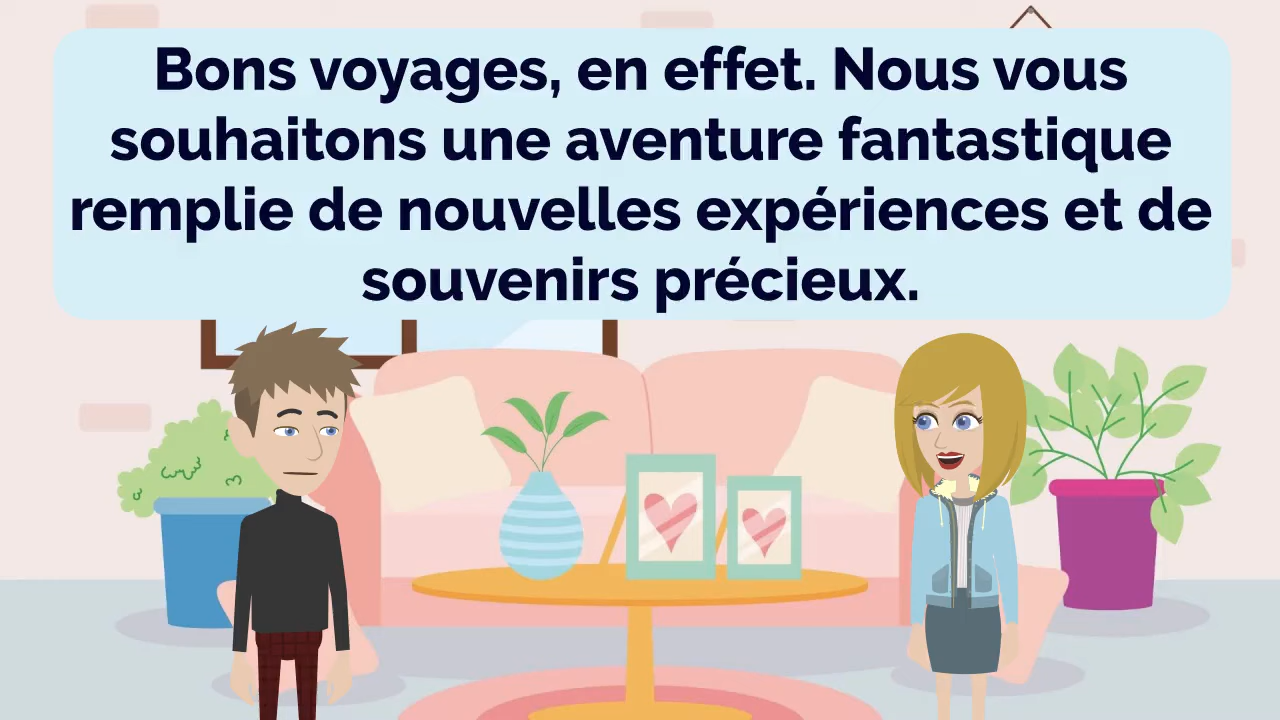 Bons voyages, en effet. Nous vous
souhaitons une aventure fantastique
remplie de nouvelles expériences et de
souvenirs précieux.